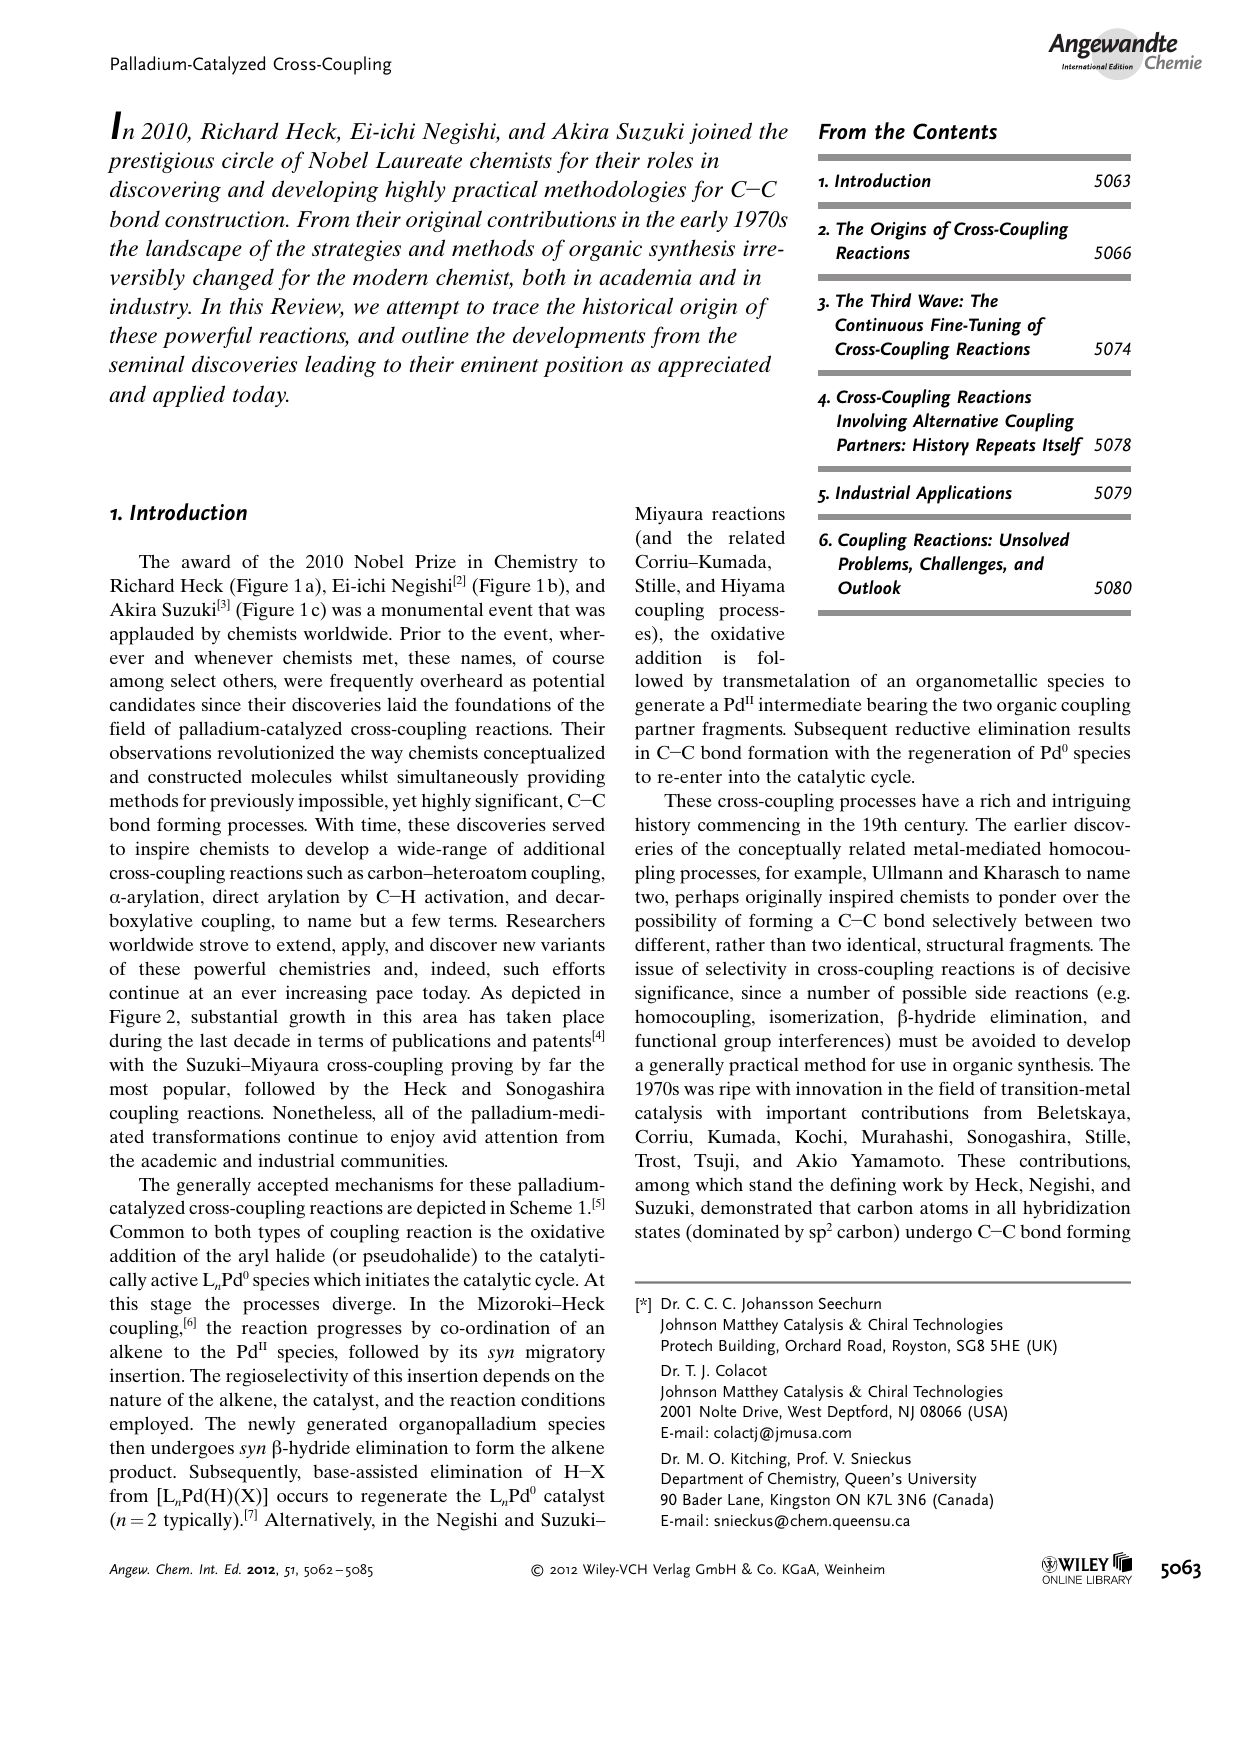 Palladium-Catalyzed Cross-Coupling
Angewandte
International Edition Chemie
In 2010, Richard Heck, Ei-ichi Negishi, and Akira Suzuki joined the
prestigious circle of Nobel Laureate chemists for their roles in
discovering and developing highly practical methodologies for C–C
bond construction. From their original contributions in the early 1970s
the landscape of the strategies and methods of organic synthesis irre-
versibly changed for the modern chemist, both in academia and in
industry. In this Review, we attempt to trace the historical origin of
these powerful reactions, and outline the developments from the
seminal discoveries leading to their eminent position as appreciated
and applied today.
From the Contents
1. Introduction 5063
2. The Origins of Cross-Coupling
Reactions 5066
3. The Third Wave: The
Continuous Fine-Tuning of
Cross-Coupling Reactions 5074
4. Cross-Coupling Reactions
Involving Alternative Coupling
Partners: History Repeats Itself 5078
5. Industrial Applications 5079
6. Coupling Reactions: Unsolved
Problems, Challenges, and
Outlook 5080
1. Introduction
The award of the 2010 Nobel Prize in Chemistry to
Richard Heck (Figure 1a), Ei-ichi Negishi[2] (Figure 1b), and
Akira Suzuki[3] (Figure 1c) was a monumental event that was
applauded by chemists worldwide. Prior to the event, wher-
ever and whenever chemists met, these names, of course
among select others, were frequently overheard as potential
candidates since their discoveries laid the foundations of the
field of palladium-catalyzed cross-coupling reactions. Their
observations revolutionized the way chemists conceptualized
and constructed molecules whilst simultaneously providing
methods for previously impossible, yet highly significant, C–C
bond forming processes. With time, these discoveries served
to inspire chemists to develop a wide-range of additional
cross-coupling reactions such as carbon–heteroatom coupling,
α-arylation, direct arylation by C–H activation, and decar-
boxylative coupling, to name but a few terms. Researchers
worldwide strove to extend, apply, and discover new variants
of these powerful chemistries and, indeed, such efforts
continue at an ever increasing pace today. As depicted in
Figure 2, substantial growth in this area has taken place
during the last decade in terms of publications and patents[4]
with the Suzuki–Miyaura cross-coupling proving by far the
most popular, followed by the Heck and Sonogashira
coupling reactions. Nonetheless, all of the palladium-medi-
ated transformations continue to enjoy avid attention from
the academic and industrial communities.
The generally accepted mechanisms for these palladium-
catalyzed cross-coupling reactions are depicted in Scheme 1.[5]
Common to both types of coupling reaction is the oxidative
addition of the aryl halide (or pseudohalide) to the catalyti-
cally active LnPd0 species which initiates the catalytic cycle. At
this stage the processes diverge. In the Mizoroki–Heck
coupling,[6] the reaction progresses by co-ordination of an
alkene to the PdII species, followed by its syn migratory
insertion. The regioselectivity of this insertion depends on the
nature of the alkene, the catalyst, and the reaction conditions
employed. The newly generated organopalladium species
then undergoes syn β-hydride elimination to form the alkene
product. Subsequently, base-assisted elimination of H–X
from [LnPd(H)(X)] occurs to regenerate the LnPd0 catalyst
(n = 2 typically).[7] Alternatively, in the Negishi and Suzuki–
Miyaura reactions
(and the related
Corriu–Kumada,
Stille, and Hiyama
coupling process-
es), the oxidative
addition is fol-
lowed by transmetalation of an organometallic species to
generate a PdII intermediate bearing the two organic coupling
partner fragments. Subsequent reductive elimination results
in C–C bond formation with the regeneration of Pd0 species
to re-enter into the catalytic cycle.
These cross-coupling processes have a rich and intriguing
history commencing in the 19th century. The earlier discov-
eries of the conceptually related metal-mediated homocou-
pling processes, for example, Ullmann and Kharasch to name
two, perhaps originally inspired chemists to ponder over the
possibility of forming a C–C bond selectively between two
different, rather than two identical, structural fragments. The
issue of selectivity in cross-coupling reactions is of decisive
significance, since a number of possible side reactions (e.g.
homocoupling, isomerization, β-hydride elimination, and
functional group interferences) must be avoided to develop
a generally practical method for use in organic synthesis. The
1970s was ripe with innovation in the field of transition-metal
catalysis with important contributions from Beletskaya,
Corriu, Kumada, Kochi, Murahashi, Sonogashira, Stille,
Trost, Tsuji, and Akio Yamamoto. These contributions,
among which stand the defining work by Heck, Negishi, and
Suzuki, demonstrated that carbon atoms in all hybridization
states (dominated by sp2 carbon) undergo C–C bond forming
[*] Dr. C. C. C. Johansson Seechurn
Johnson Matthey Catalysis & Chiral Technologies
Protech Building, Orchard Road, Royston, SG8 5HE (UK)
Dr. T. J. Colacot
Johnson Matthey Catalysis & Chiral Technologies
2001 Nolte Drive, West Deptford, NJ 08066 (USA)
E-mail: colactj@jmusa.com
Dr. M. O. Kitching, Prof. V. Snieckus
Department of Chemistry, Queen's University
90 Bader Lane, Kingston ON K7L 3N6 (Canada)
E-mail: snieckus@chem.queensu.ca
Angew. Chem. Int. Ed. 2012, 51, 5062–5085
© 2012 Wiley-VCH Verlag GmbH & Co. KGaA, Weinheim
WILEY
ONLINE LIBRARY
5063